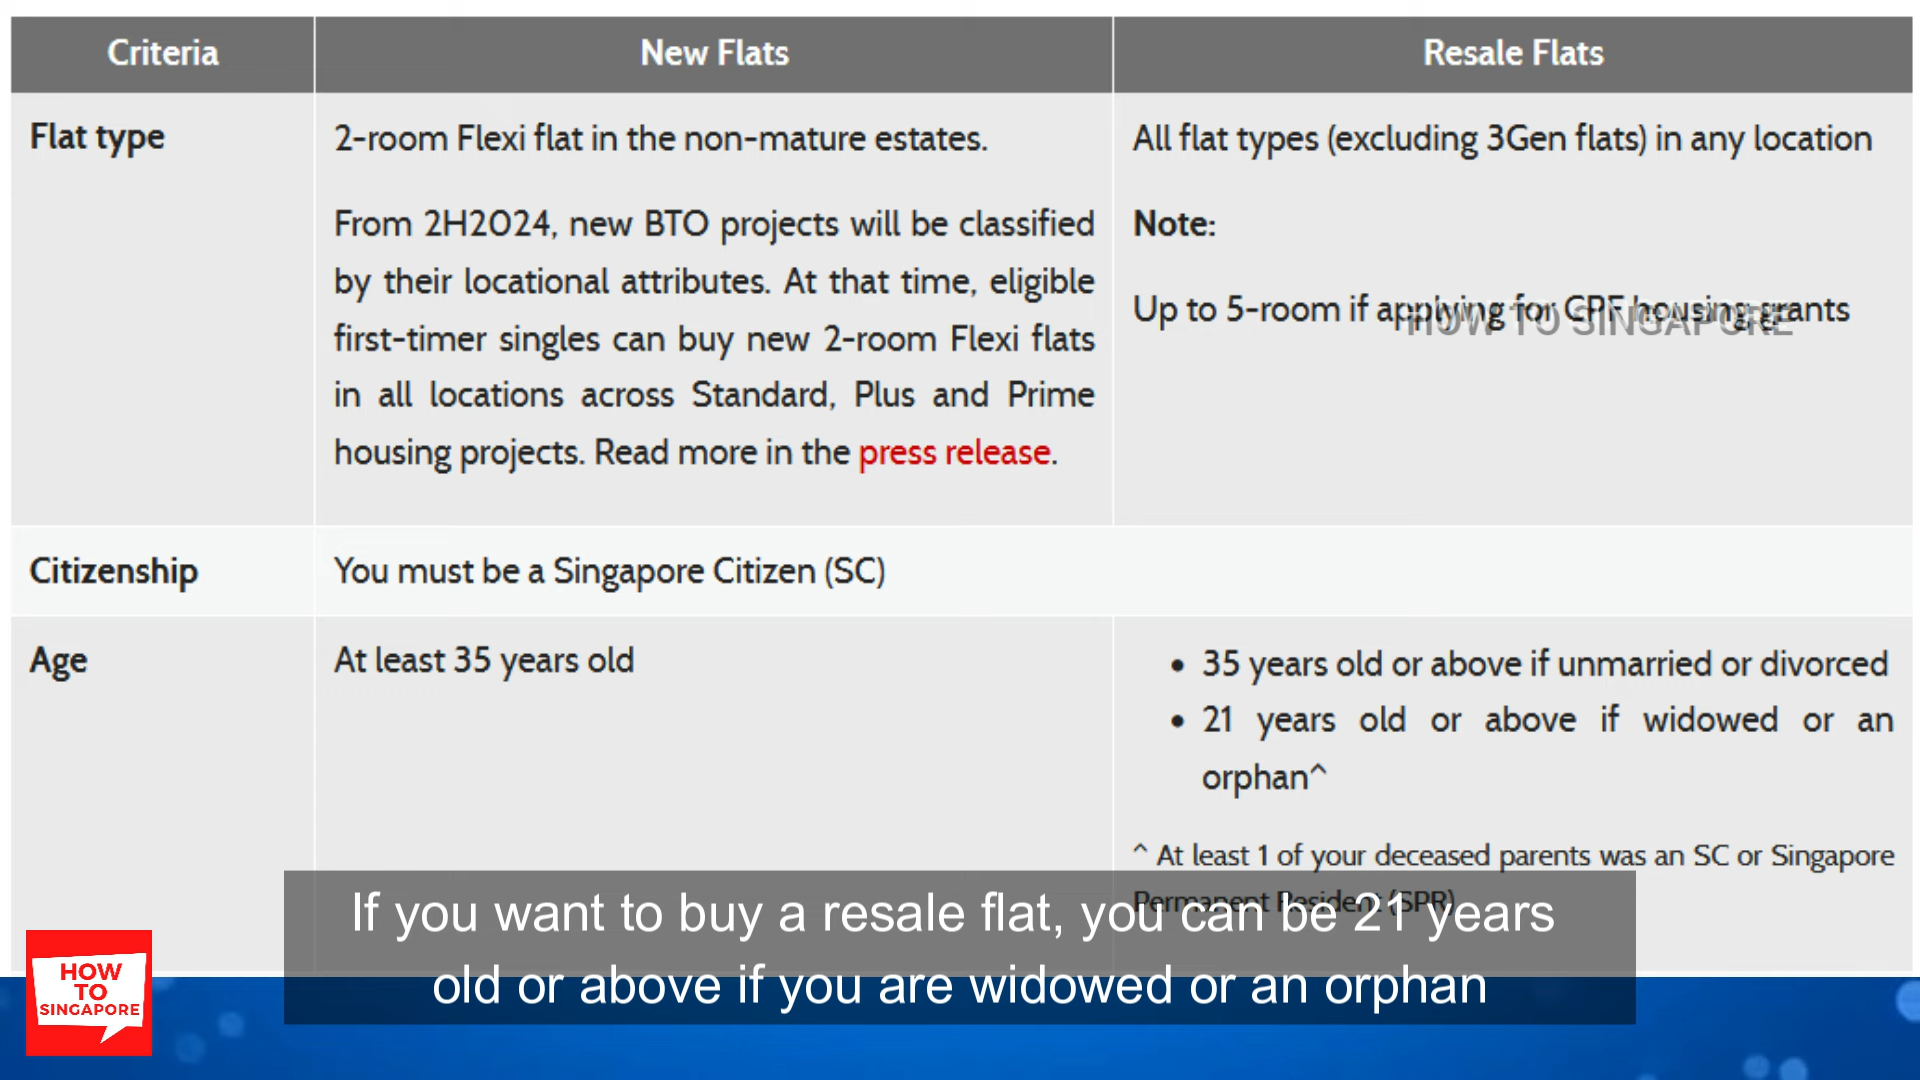 Criteria
New Flats
Resale Flats
Flat type
2-room Flexi flat in the non-mature estates.
From 2H2024, new BTO projects will be classified
by their locational attributes. At that time, eligible
first-timer singles can buy new 2-room Flexi flats
in all locations across Standard, Plus and Prime
housing projects. Read more in the press release.
All flat types (excluding 3Gen flats) in any location
Note:
Up to 5-room if applying for CPF housing grants
HOW TO SINGAPORE
Citizenship
You must be a Singapore Citizen (SC)
Age
At least 35 years old
• 35 years old or above if unmarried or divorced
• 21 years old or above if widowed or an
orphan^
^ At least 1 of your deceased parents was an SC or Singapore
Permanent Resident (SPR)
If you want to buy a resale flat, you can be 21 years
old or above if you are widowed or an orphan
HOW
TO
SINGAPORE